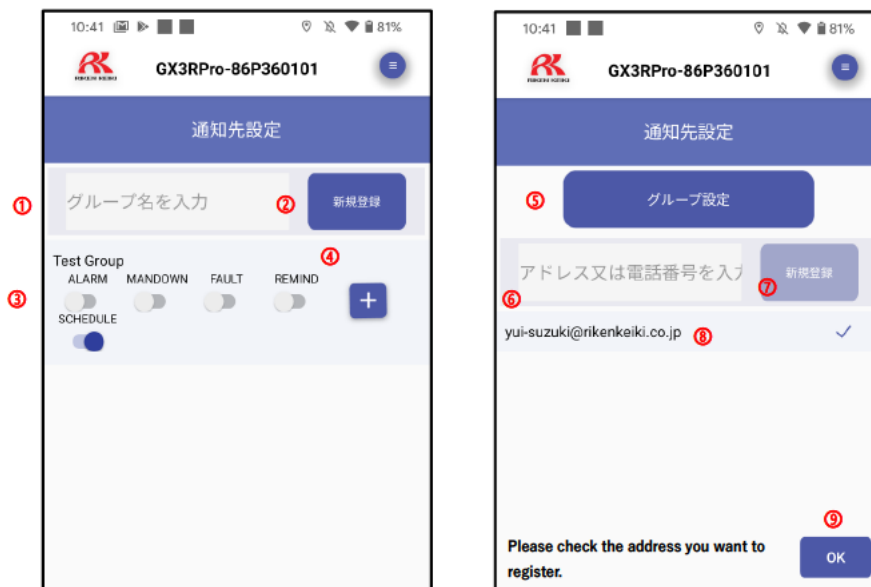 10:41
81%
RIKEN KEIKI
GX3RPro-86P360101
通知先設定
①
グループ名を入力
②
新規登録
④
Test Group
ALARM
MANDOWN
FAULT
REMIND
③
+
SCHEDULE
10:41
81%
RIKEN KEIKI
GX3RPro-86P360101
通知先設定
⑤
グループ設定
アドレス又は電話番号を入力
⑦
新規登録
⑥
yui-suzuki@rikenkeiki.co.jp
⑧
⑨
Please check the address you want to
register.
OK